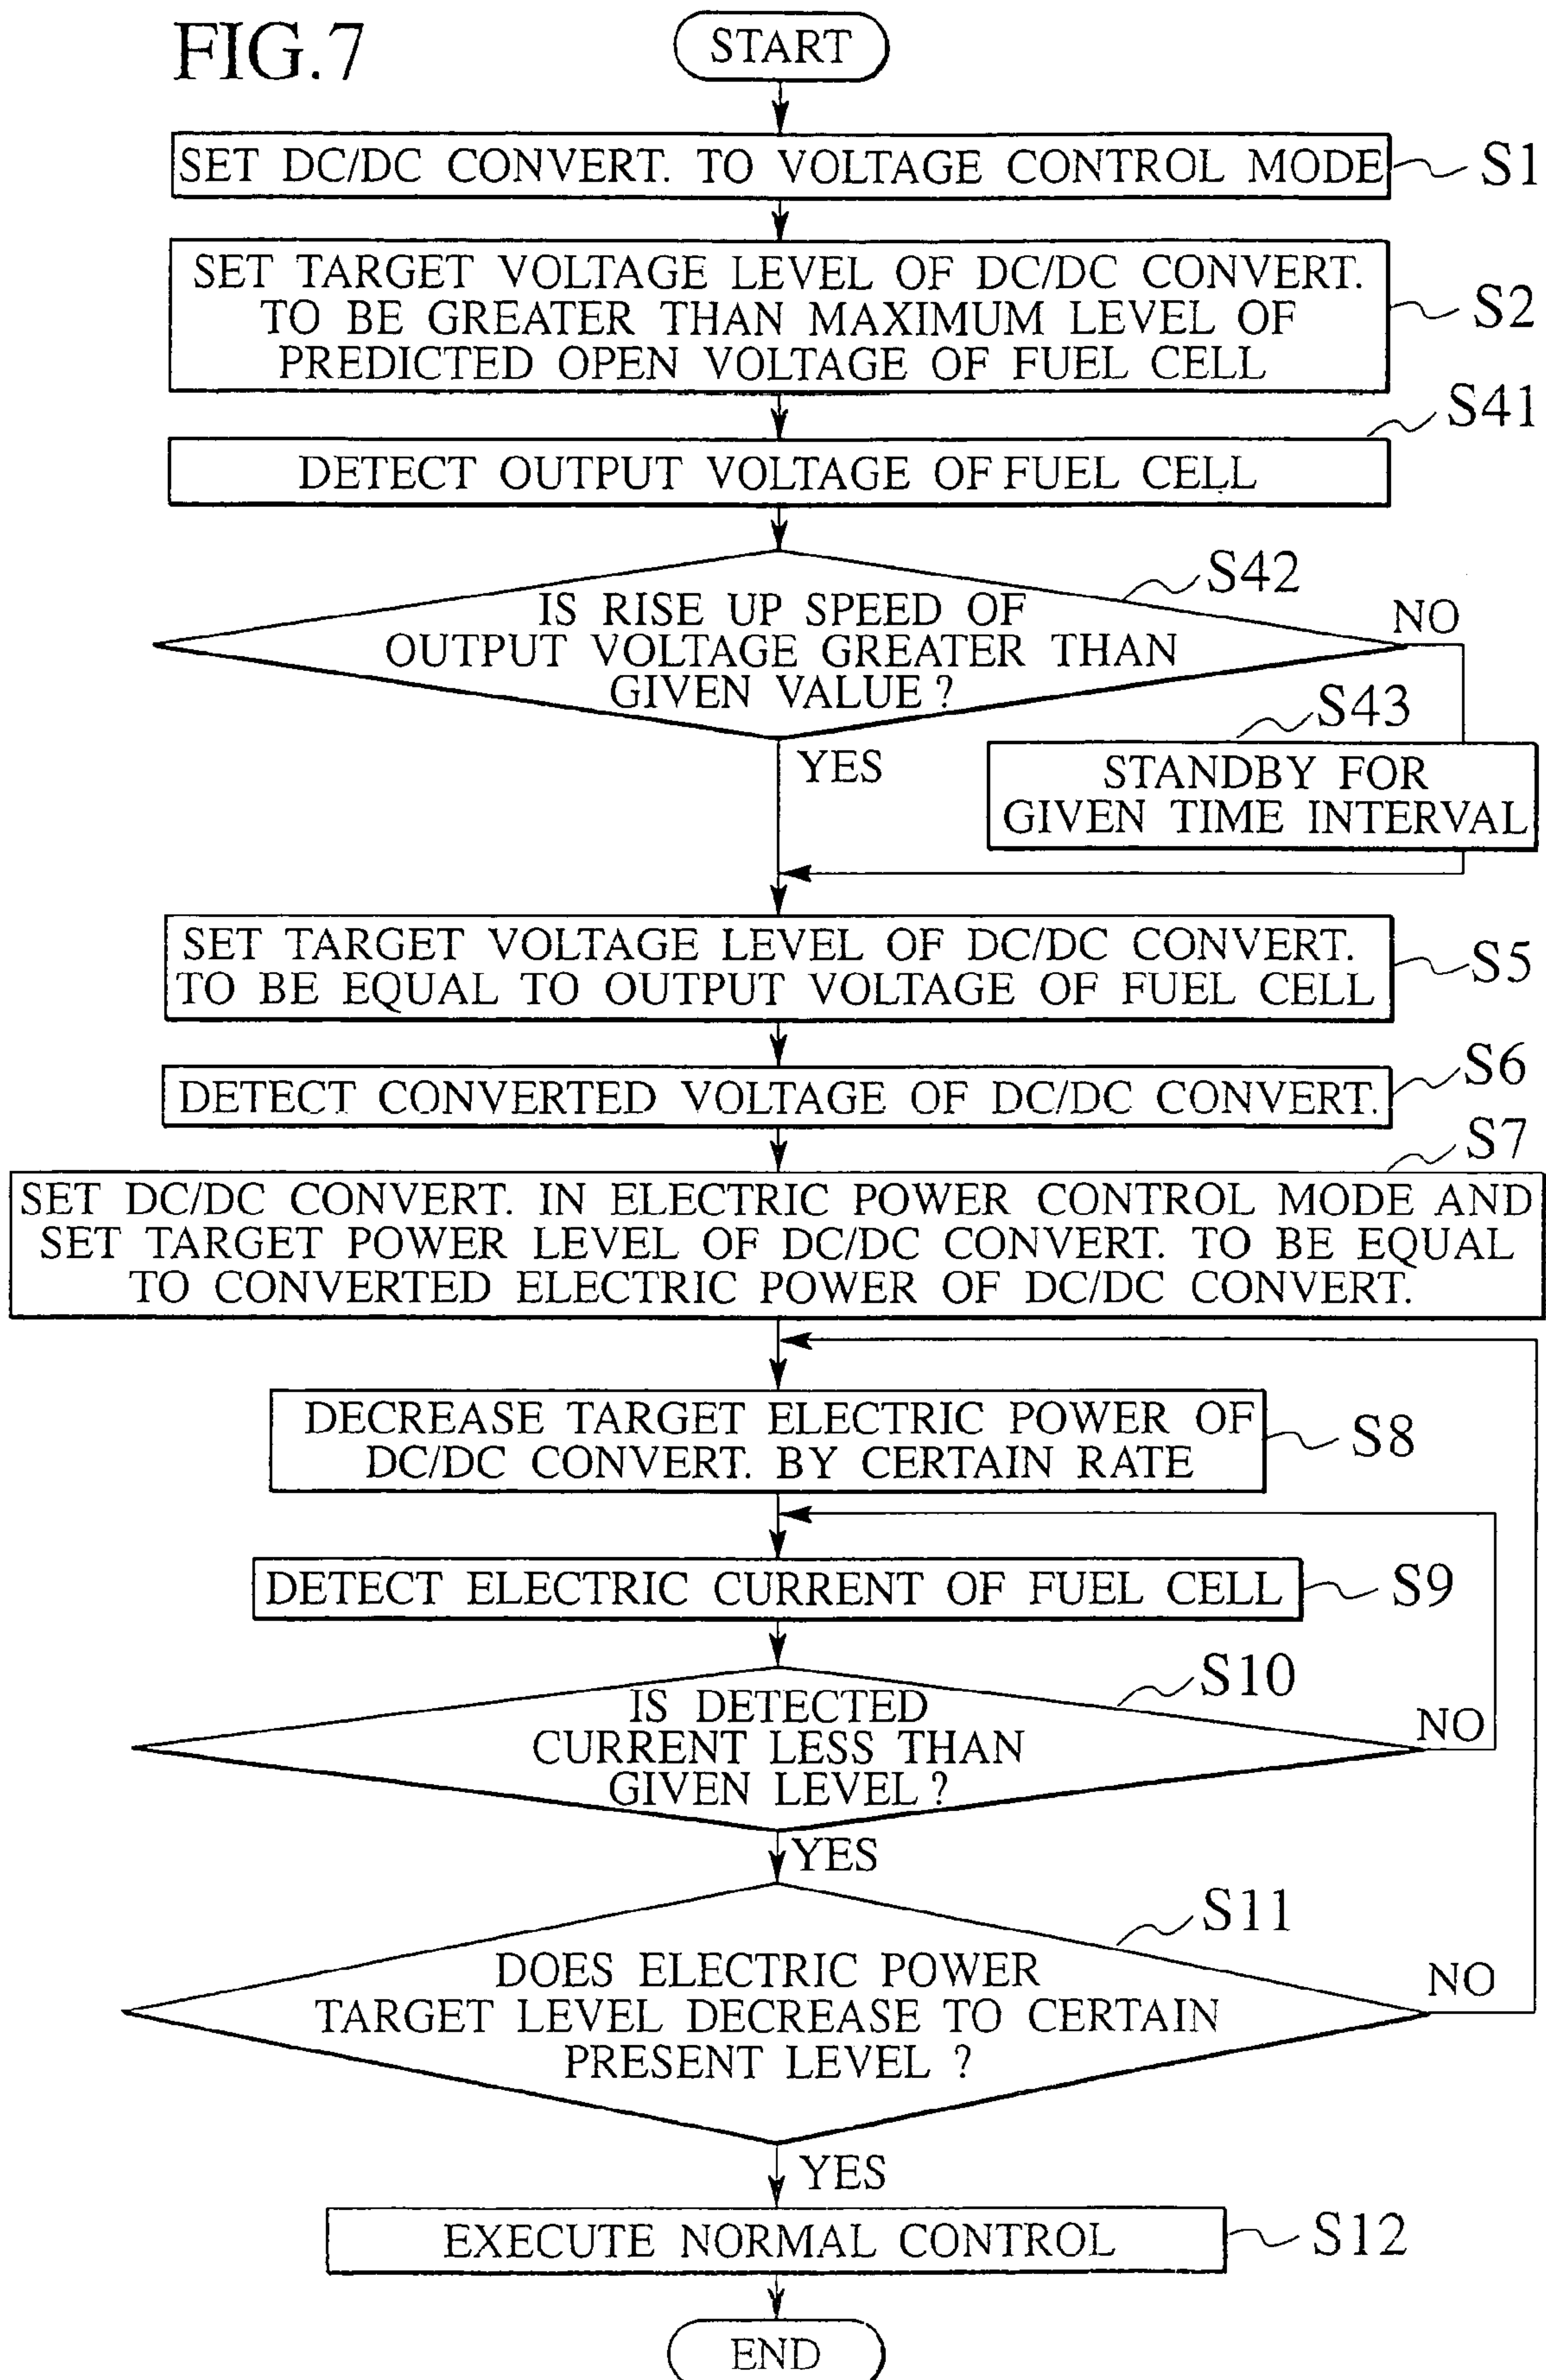 FIG.7
START
SET DC/DC CONVERT. TO VOLTAGE CONTROL MODE
S1
SET TARGET VOLTAGE LEVEL OF DC/DC CONVERT.
TO BE GREATER THAN MAXIMUM LEVEL OF
PREDICTED OPEN VOLTAGE OF FUEL CELL
S2
S41
DETECT OUTPUT VOLTAGE OF FUEL CELL
S42
IS RISE UP SPEED OF
OUTPUT VOLTAGE GREATER THAN
GIVEN VALUE ?
NO
YES
S43
STANDBY FOR
GIVEN TIME INTERVAL
SET TARGET VOLTAGE LEVEL OF DC/DC CONVERT.
TO BE EQUAL TO OUTPUT VOLTAGE OF FUEL CELL
S5
S6
DETECT CONVERTED VOLTAGE OF DC/DC CONVERT.
S7
SET DC/DC CONVERT. IN ELECTRIC POWER CONTROL MODE AND
SET TARGET POWER LEVEL OF DC/DC CONVERT. TO BE EQUAL
TO CONVERTED ELECTRIC POWER OF DC/DC CONVERT.
DECREASE TARGET ELECTRIC POWER OF
DC/DC CONVERT. BY CERTAIN RATE
S8
DETECT ELECTRIC CURRENT OF FUEL CELL
S9
S10
IS DETECTED
CURRENT LESS THAN
GIVEN LEVEL ?
NO
YES
S11
DOES ELECTRIC POWER
TARGET LEVEL DECREASE TO CERTAIN
PRESENT LEVEL ?
NO
YES
EXECUTE NORMAL CONTROL
S12
END